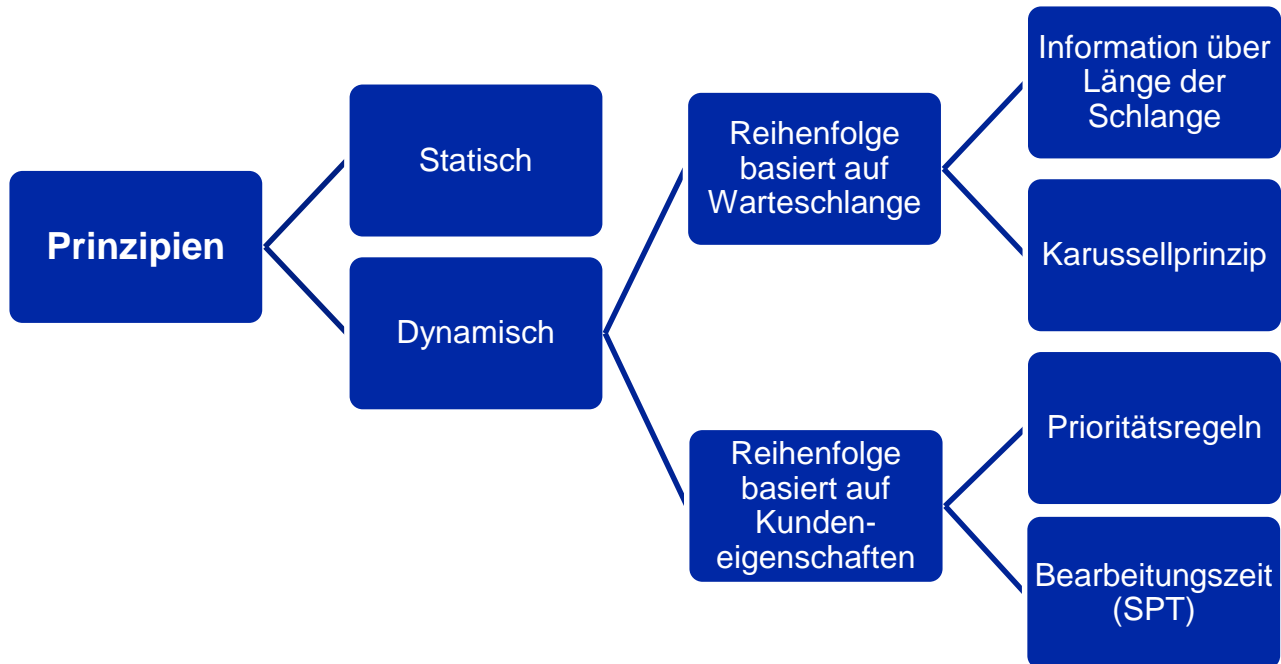 Prinzipien
Statisch
Dynamisch
Reihenfolge
basiert auf
Warteschlange
Reihenfolge
basiert auf
Kunden-
eigenschaften
Information über
Länge der
Schlange
Karussellprinzip
Prioritätsregeln
Bearbeitungszeit
(SPT)